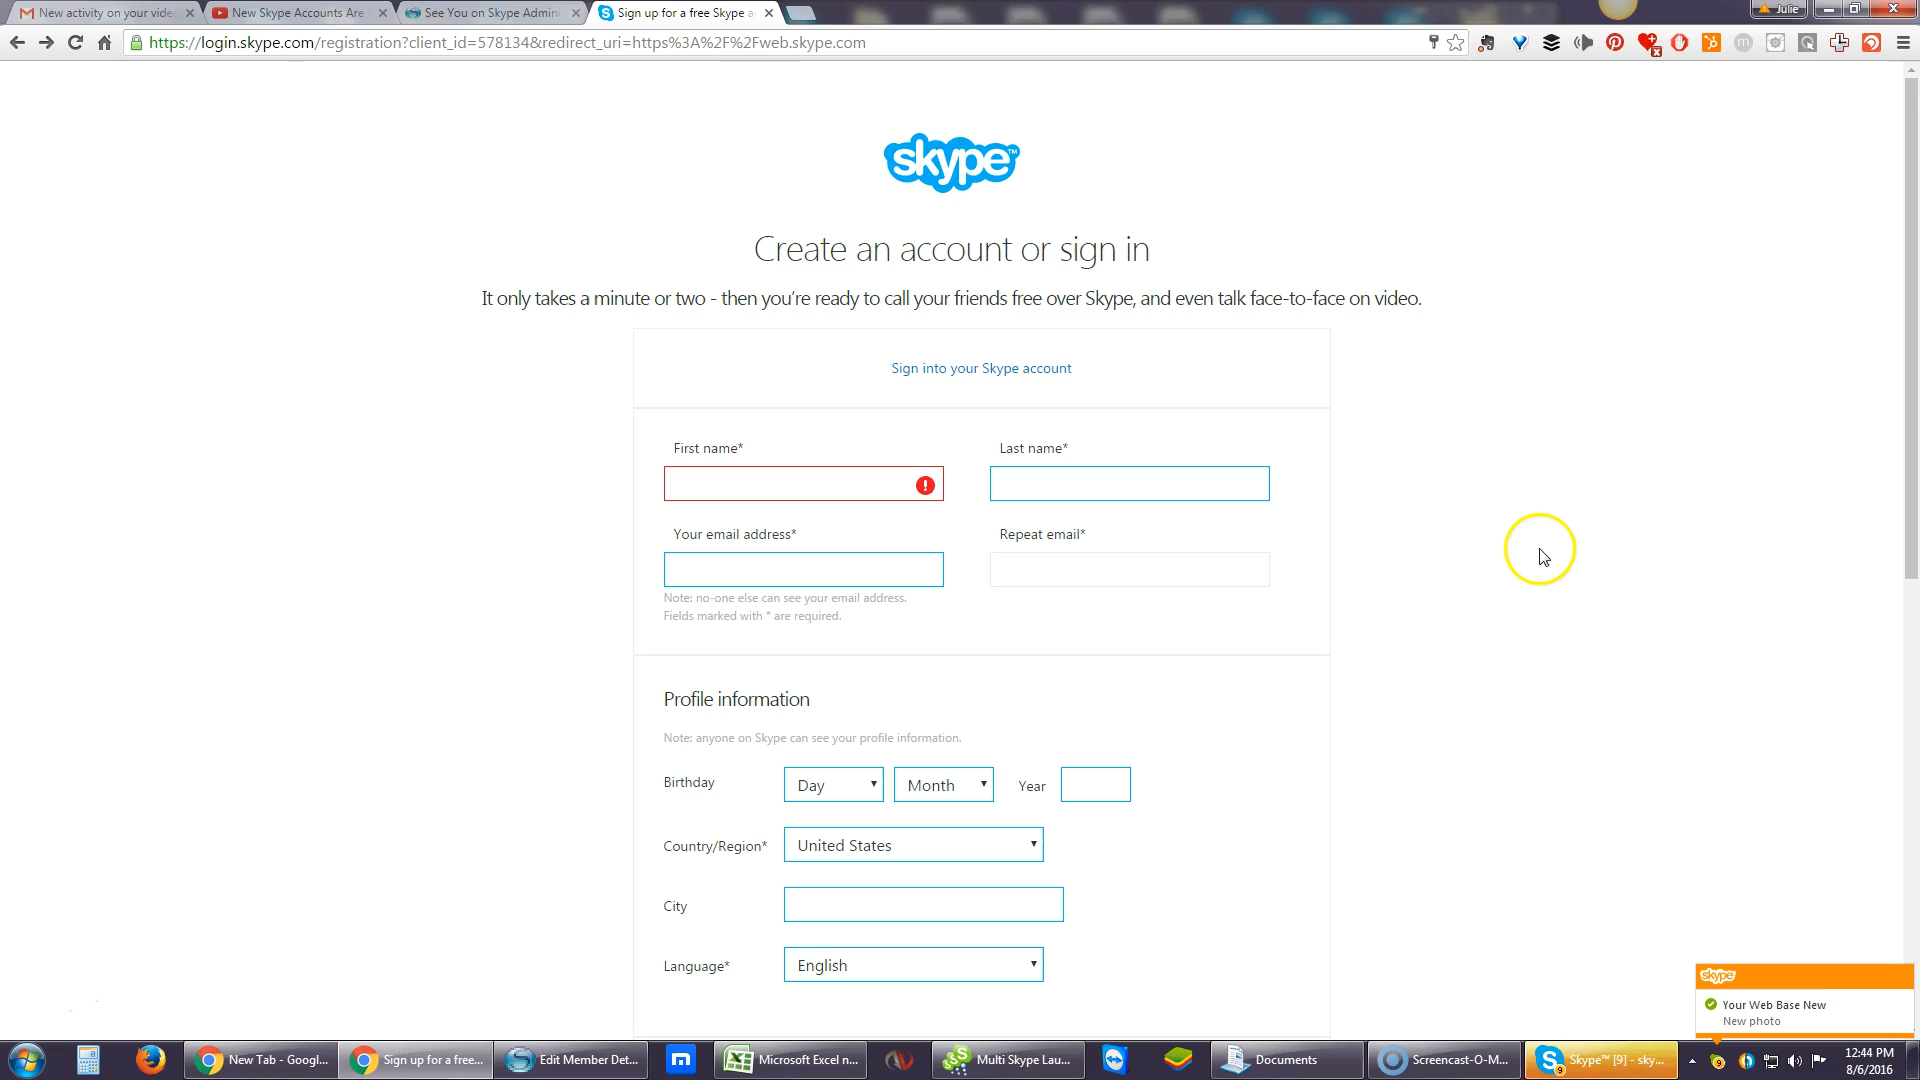 New activity on your vide
New Skype Accounts Are
See You on Skype Admin
Sign up for a free Skype a
Julie
https://login.skype.com/registration?client_id=578134&redirect_uri=https%3A%2F%2Fweb.skype.com
skype™
Create an account or sign in
It only takes a minute or two - then you're ready to call your friends free over Skype, and even talk face-to-face on video.
Sign into your Skype account
First name*
Last name*
Your email address*
Repeat email*
Note: no-one else can see your email address.
Fields marked with * are required.
Profile information
Note: anyone on Skype can see your profile information.
Birthday
Day
Month
Year
Country/Region*
United States
City
Language*
English
skype
Your Web Base New
New photo
New Tab - Googl...
Sign up for a free...
Edit Member Det...
Microsoft Excel n...
Multi Skype Lau...
Documents
Screencast-O-M...
Skype™ [9] - sky...
12:44 PM
8/6/2016